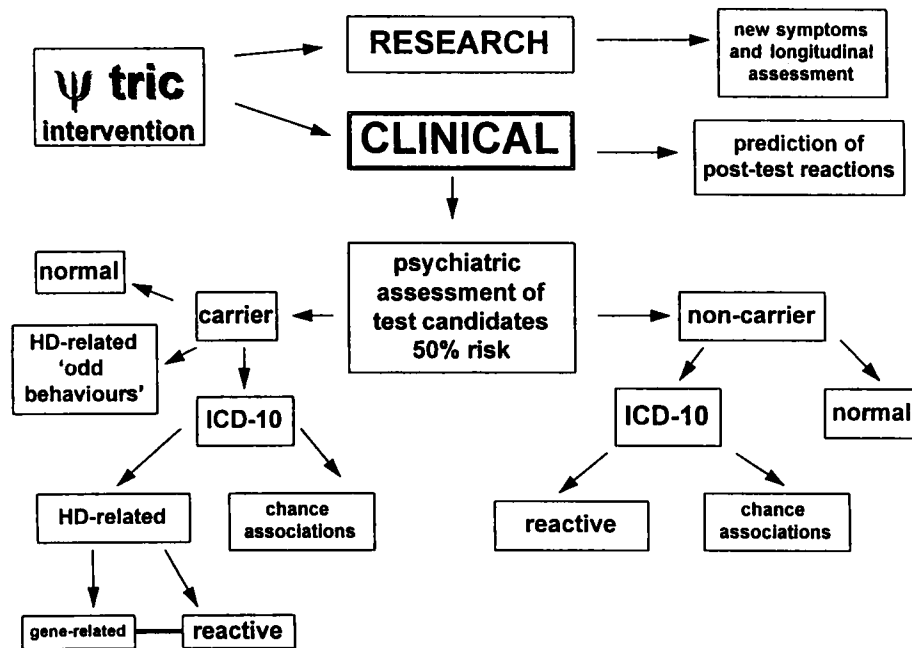 ψ tric
intervention
RESEARCH
new symptoms
and longitudinal
assessment
CLINICAL
prediction of
post-test reactions
psychiatric
assessment of
test candidates
50% risk
normal
carrier
HD-related
‘odd
behaviours’
ICD-10
HD-related
chance
associations
gene-related
reactive
non-carrier
ICD-10
normal
reactive
chance
associations